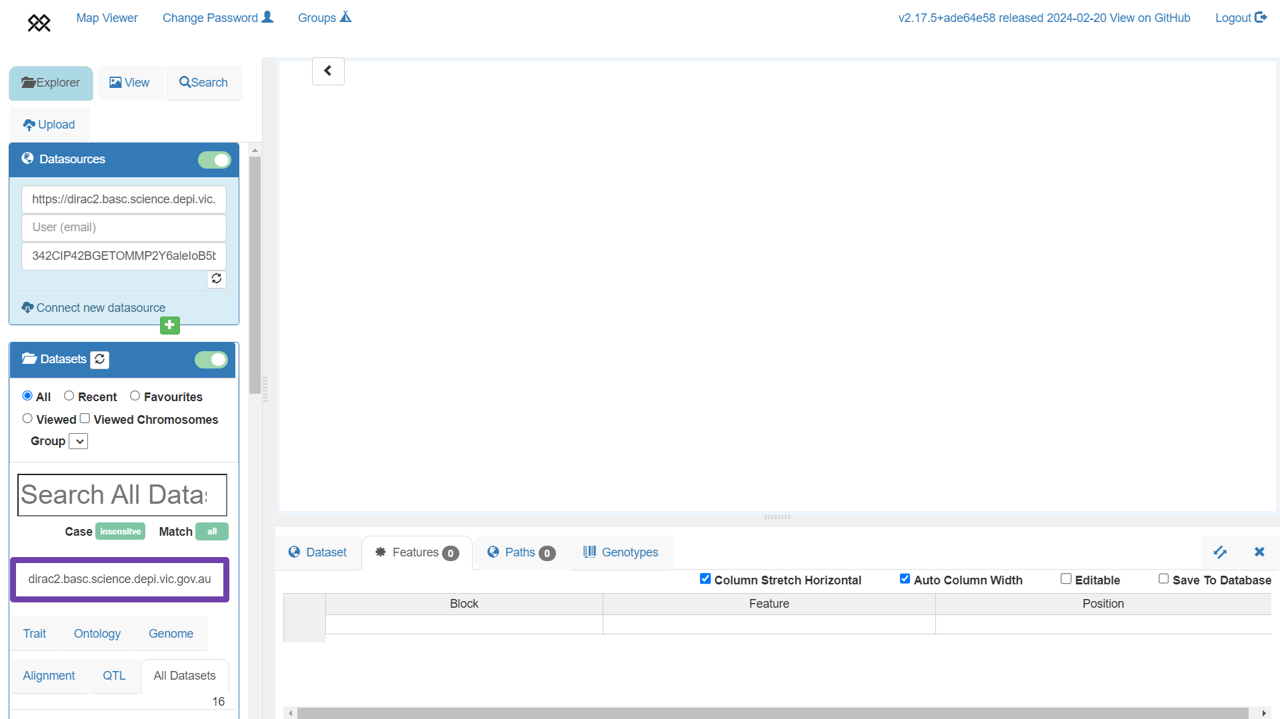 Map Viewer Change Password Groups v2.17.5+ade64e58 released 2024-02-20 View on GitHub Logout
Explorer View Search
Upload
Datasources
https://dirac2.basc.science.depi.vic.
User (email)
Connect new datasource
Datasets
All Recent Favourites
Viewed Viewed Chromosomes
Group
Search All Data
Case insensitve Match all
dirac2.basc.science.depi.vic.gov.au
Trait Ontology Genome
Alignment QTL All Datasets
16
Dataset Features 0 Paths 0 Genotypes
Column Stretch Horizontal Auto Column Width Editable Save To Database
Block Feature Position